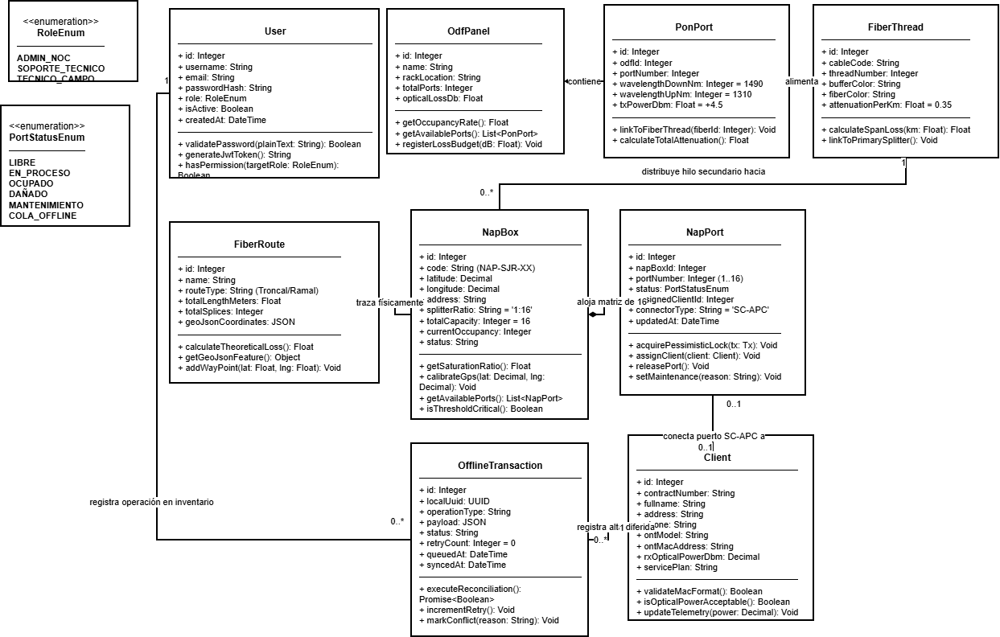 <<enumeration>>
RoleEnum
ADMIN_NOC
SOPORTE_TECNICO
TECNICO_CAMPO
<<enumeration>>
PortStatusEnum
LIBRE
EN_PROCESO
OCUPADO
DAÑADO
MANTENIMIENTO
COLA_OFFLINE
User
+ id: Integer
+ username: String
+ email: String
+ passwordHash: String
+ role: RoleEnum
+ isActive: Boolean
+ createdAt: DateTime
+ validatePassword(plainText: String): Boolean
+ generateJwtToken(): String
+ hasPermission(targetRole: RoleEnum):
Boolean
1
OdfPanel
+ id: Integer
+ name: String
+ rackLocation: String
+ totalPorts: Integer
+ opticalLossDb: Float
+ getOccupancyRate(): Float
+ getAvailablePorts(): List<PonPort>
+ registerLossBudget(dB: Float): Void
contiene
PonPort
+ id: Integer
+ odfId: Integer
+ portNumber: Integer
+ wavelengthDownNm: Integer = 1490
+ wavelengthUpNm: Integer = 1310
+ txPowerDbm: Float = +4.5
+ linkToFiberThread(fiberId: Integer): Void
+ calculateTotalAttenuation(): Float
alimenta
FiberThread
+ id: Integer
+ cableCode: String
+ threadNumber: Integer
+ bufferColor: String
+ fiberColor: String
+ attenuationPerKm: Float = 0.35
+ calculateSpanLoss(km: Float): Float
+ linkToPrimarySplitter(): Void
1
distribuye hilo secundario hacia
0..*
FiberRoute
+ id: Integer
+ name: String
+ routeType: String (Troncal/Ramal)
+ totalLengthMeters: Float
+ totalSplices: Integer
+ geoJsonCoordinates: JSON
+ calculateTheoreticalLoss(): Float
+ getGeoJsonFeature(): Object
+ addWayPoint(lat: Float, lng: Float): Void
traza físicamente
NapBox
+ id: Integer
+ code: String (NAP-SJR-XX)
+ latitude: Decimal
+ longitude: Decimal
address: String
+ splitterRatio: String = '1:16'
+ totalCapacity: Integer = 16
+ currentOccupancy: Integer
+ status: String
+ getSaturationRatio(): Float
+ calibrateGps(lat: Decimal, lng:
Decimal): Void
+ getAvailablePorts(): List<NapPort>
+ isThresholdCritical(): Boolean
aloja matriz de 16
NapPort
+ id: Integer
+ napBoxId: Integer
+ portNumber: Integer (1..16)
+ status: PortStatusEnum
signedClientId: Integer
+ connectorType: String = 'SC-APC'
+ updatedAt: DateTime
+ acquirePessimisticLock(tx: Tx): Void
+ assignClient(client: Client): Void
+ releasePort(): Void
+ setMaintenance(reason: String): Void
0..1
conecta puerto SC-APC a
0..1
Client
+ id: Integer
+ contractNumber: String
+ fullname: String
+ address: String
one: String
+ ontModel: String
+ ontMacAddress: String
+ rxOpticalPowerDbm: Decimal
+ servicePlan: String
+ validateMacFormat(): Boolean
+ isOpticalPowerAcceptable(): Boolean
+ updateTelemetry(power: Decimal): Void
OfflineTransaction
+ id: Integer
+ localUuid: UUID
+ operationType: String
+ payload: JSON
+ status: String
+ retryCount: Integer = 0
+ queuedAt: DateTime
+ syncedAt: DateTime
+ executeReconciliation():
Promise<Boolean>
+ incrementRetry(): Void
+ markConflict(reason: String): Void
registra operación en inventario
0..*
registra alta diferida
1
0..*